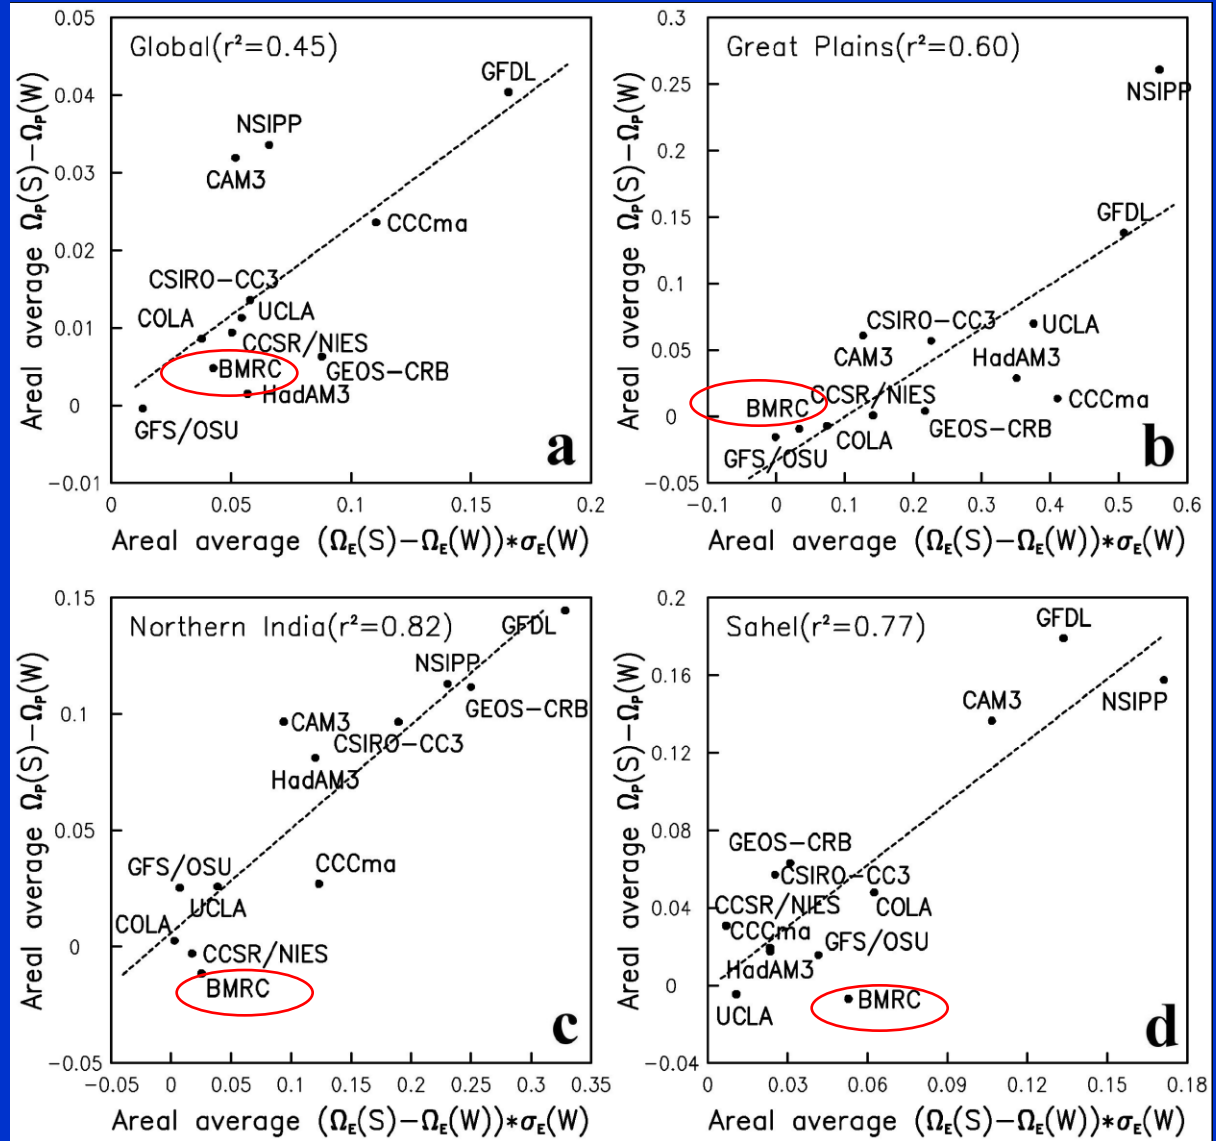 Global(r²=0.45)
Areal average Ω_P(S)−Ω_P(W)
0.05
0.04
0.03
0.02
0.01
0
−0.01
GFDL
NSIPP
CAM3
CCCma
CSIRO−CC3
COLA
UCLA
CCSR/NIES
BMRC
GEOS−CRB
HadAM3
GFS/OSU
a
0
0.05
0.1
0.15
0.2
Areal average (Ω_E(S)−Ω_E(W))*σ_E(W)
Great Plains(r²=0.60)
Areal average Ω_P(S)−Ω_P(W)
0.3
0.25
0.2
0.15
0.1
0.05
0
−0.05
NSIPP
GFDL
CSIRO−CC3
UCLA
CAM3
HadAM3
CCSR/NIES
CCCma
BMRC
COLA
GEOS−CRB
GFS/OSU
b
−0.1
0
0.1
0.2
0.3
0.4
0.5
0.6
Areal average (Ω_E(S)−Ω_E(W))*σ_E(W)
Northern India(r²=0.82)
Areal average Ω_P(S)−Ω_P(W)
0.15
0.1
0.05
0
−0.05
GFDL
NSIPP
GEOS−CRB
CAM3
CSIRO−CC3
HadAM3
GFS/OSU
CCCma
UCLA
COLA
CCSR/NIES
BMRC
c
−0.05
0
0.05
0.1
0.15
0.2
0.25
0.3
0.35
Areal average (Ω_E(S)−Ω_E(W))*σ_E(W)
Sahel(r²=0.77)
Areal average Ω_P(S)−Ω_P(W)
0.2
0.16
0.12
0.08
0.04
0
−0.04
GFDL
CAM3
NSIPP
GEOS−CRB
CSIRO−CC3
CCSR/NIES
COLA
CCCma
GFS/OSU
HadAM3
BMRC
UCLA
d
0
0.03
0.06
0.09
0.12
0.15
0.18
Areal average (Ω_E(S)−Ω_E(W))*σ_E(W)